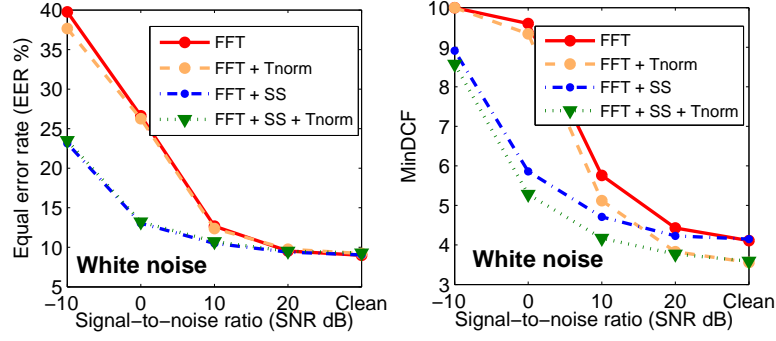 40
35
30
25
20
15
10
5
Equal error rate (EER %)
FFT
FFT + Tnorm
FFT + SS
FFT + SS + Tnorm
White noise
−10 0 10 20 Clean
Signal−to−noise ratio (SNR dB)
10
9
8
7
6
5
4
3
MinDCF
FFT
FFT + Tnorm
FFT + SS
FFT + SS + Tnorm
White noise
−10 0 10 20 Clean
Signal−to−noise ratio (SNR dB)